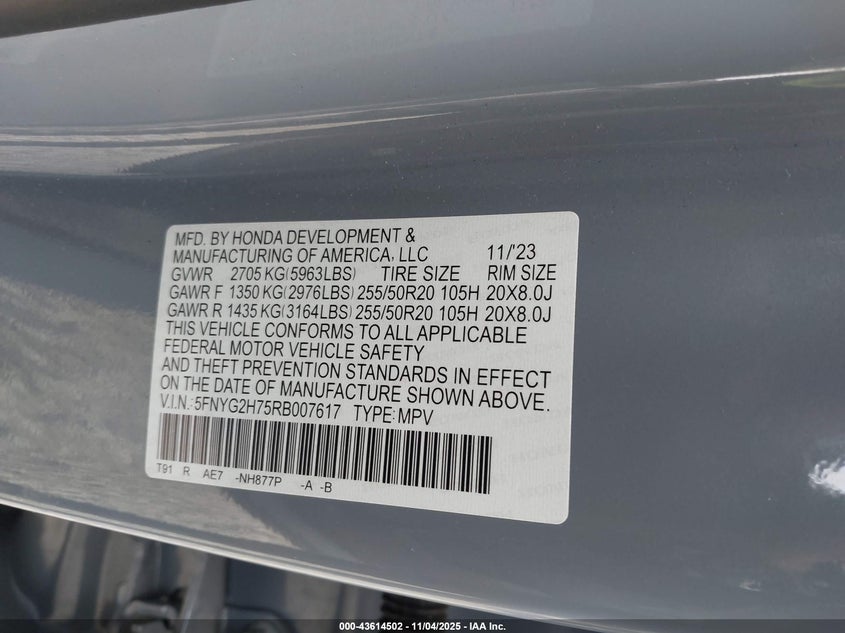 MFD. BY HONDA DEVELOPMENT &
MANUFACTURING OF AMERICA, LLC 11/'23
GVWR 2705 KG(5963LBS) TIRE SIZE RIM SIZE
GAWR F 1350 KG(2976LBS) 255/50R20 105H 20X8.0J
GAWR R 1435 KG(3164LBS) 255/50R20 105H 20X8.0J
THIS VEHICLE CONFORMS TO ALL APPLICABLE
FEDERAL MOTOR VEHICLE SAFETY
AND THEFT PREVENTION STANDARDS IN EFFECT
ON THE DATE OF MANUFACTURE SHOWN ABOVE.
V.I.N.:5FNYG2H75RB007617 TYPE:MPV
T91 R AE7 -NH877P -A -B
000-43614502 - 11/04/2025 - IAA Inc.